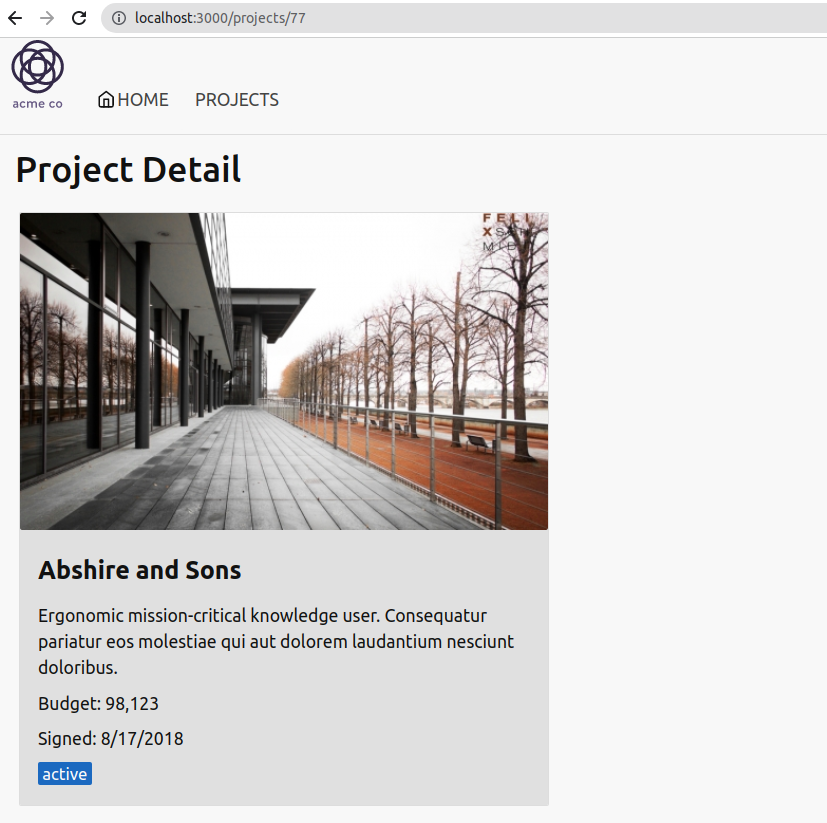 localhost:3000/projects/77
acme co
HOME PROJECTS
Project Detail
FELI
X
Abshire and Sons
Ergonomic mission-critical knowledge user. Consequatur
pariatur eos molestiae qui aut dolorem laudantium nesciunt
doloribus.
Budget: 98,123
Signed: 8/17/2018
active